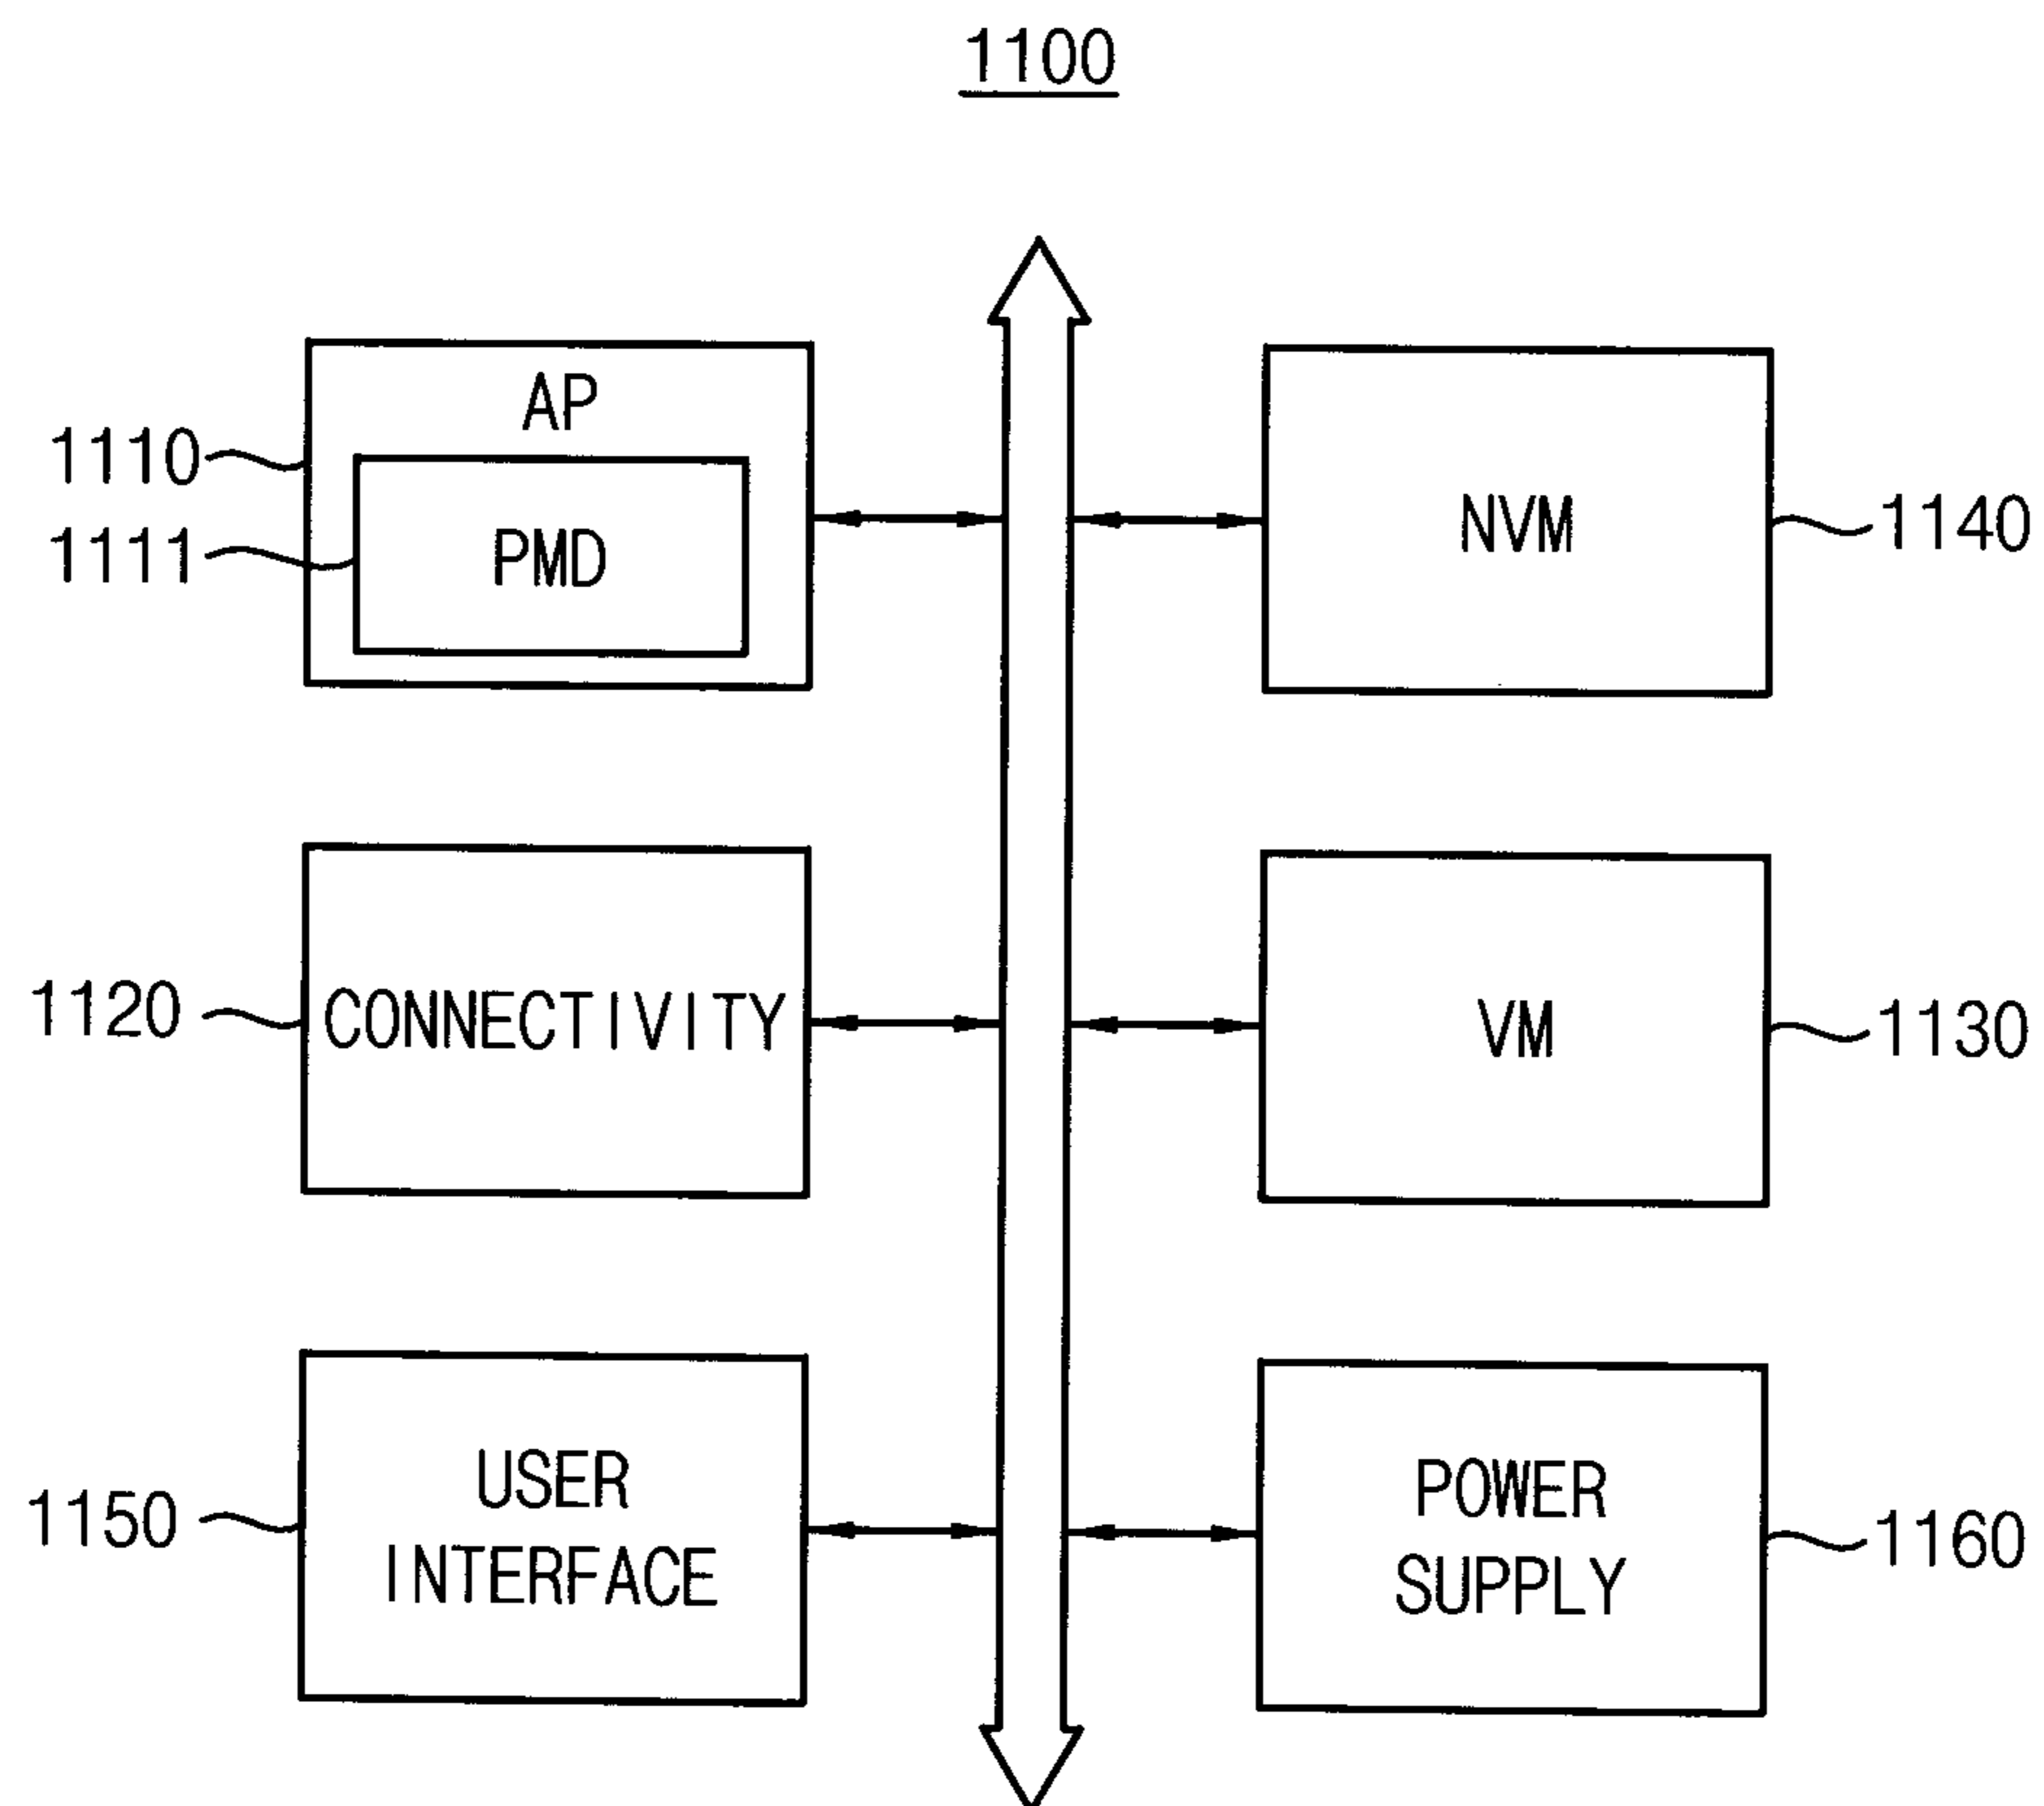 1100
AP
1110
PMD
1111
NVM
1140
CONNECTIVITY
1120
VM
1130
USER
INTERFACE
1150
POWER
SUPPLY
1160